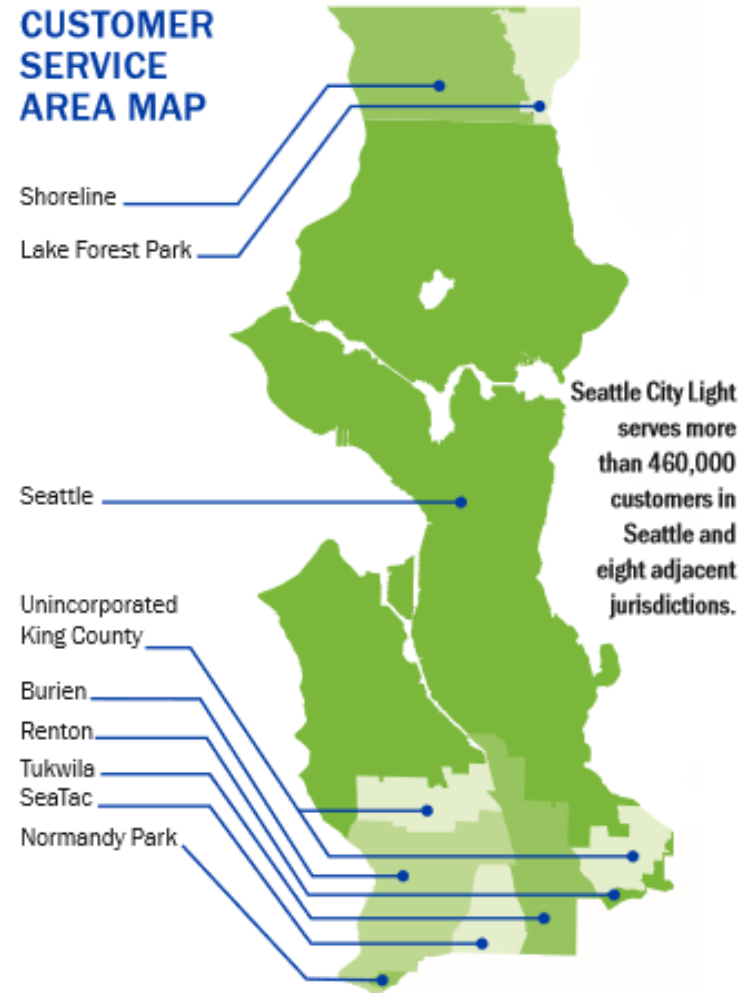 CUSTOMER
SERVICE
AREA MAP
Shoreline
Lake Forest Park
Seattle City Light
serves more
than 460,000
customers in
Seattle and
eight adjacent
jurisdictions.
Seattle
Unincorporated
King County
Burien
Renton
Tukwila
SeaTac
Normandy Park